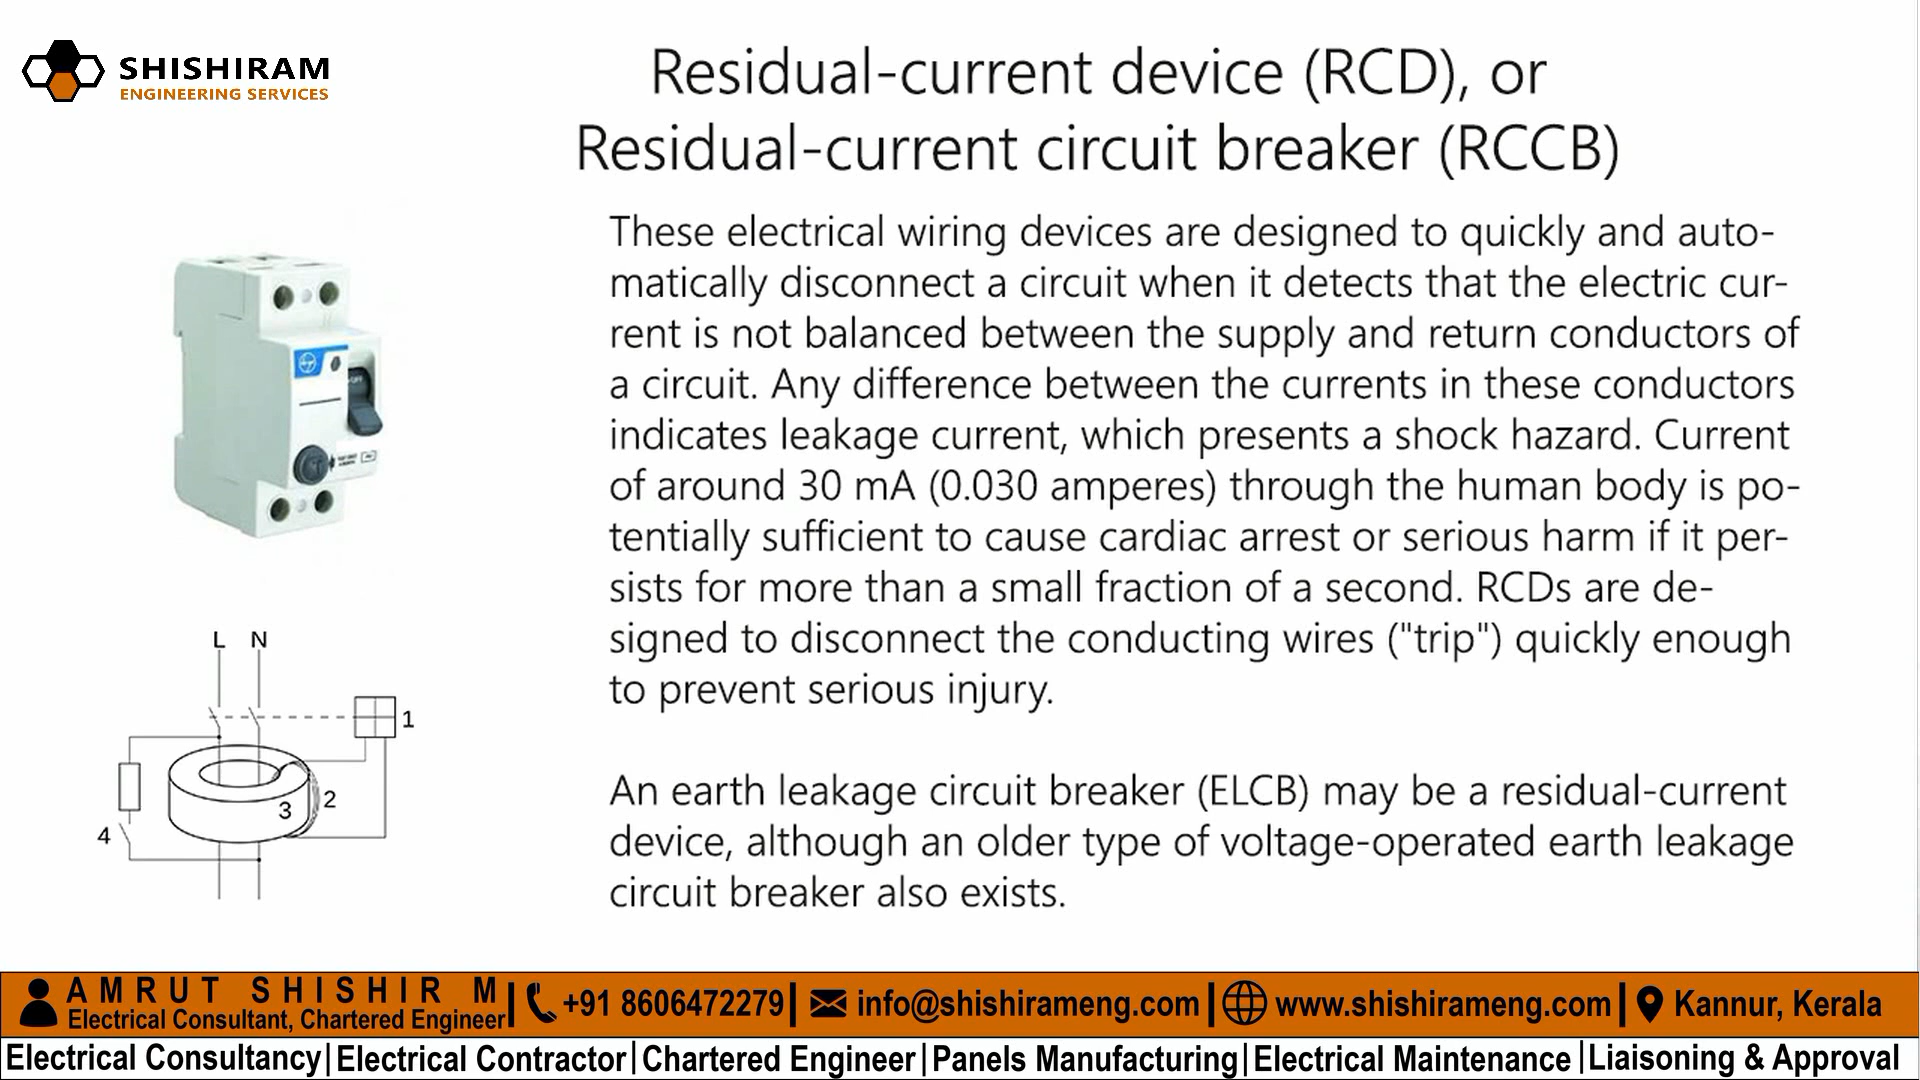 SHISHIRAM
ENGINEERING SERVICES
Residual-current device (RCD), or
Residual-current circuit breaker (RCCB)
These electrical wiring devices are designed to quickly and auto-
matically disconnect a circuit when it detects that the electric cur-
rent is not balanced between the supply and return conductors of
a circuit. Any difference between the currents in these conductors
indicates leakage current, which presents a shock hazard. Current
of around 30 mA (0.030 amperes) through the human body is po-
tentially sufficient to cause cardiac arrest or serious harm if it per-
sists for more than a small fraction of a second. RCDs are de-
signed to disconnect the conducting wires ("trip") quickly enough
to prevent serious injury.
An earth leakage circuit breaker (ELCB) may be a residual-current
device, although an older type of voltage-operated earth leakage
circuit breaker also exists.
OFF
L N
1
2
3
4
AMRUT SHISHIR M
Electrical Consultant, Chartered Engineer
+91 8606472279
info@shishirameng.com
www.shishirameng.com
Kannur, Kerala
Electrical Consultancy|Electrical Contractor|Chartered Engineer|Panels Manufacturing|Electrical Maintenance|Liaisoning & Approval